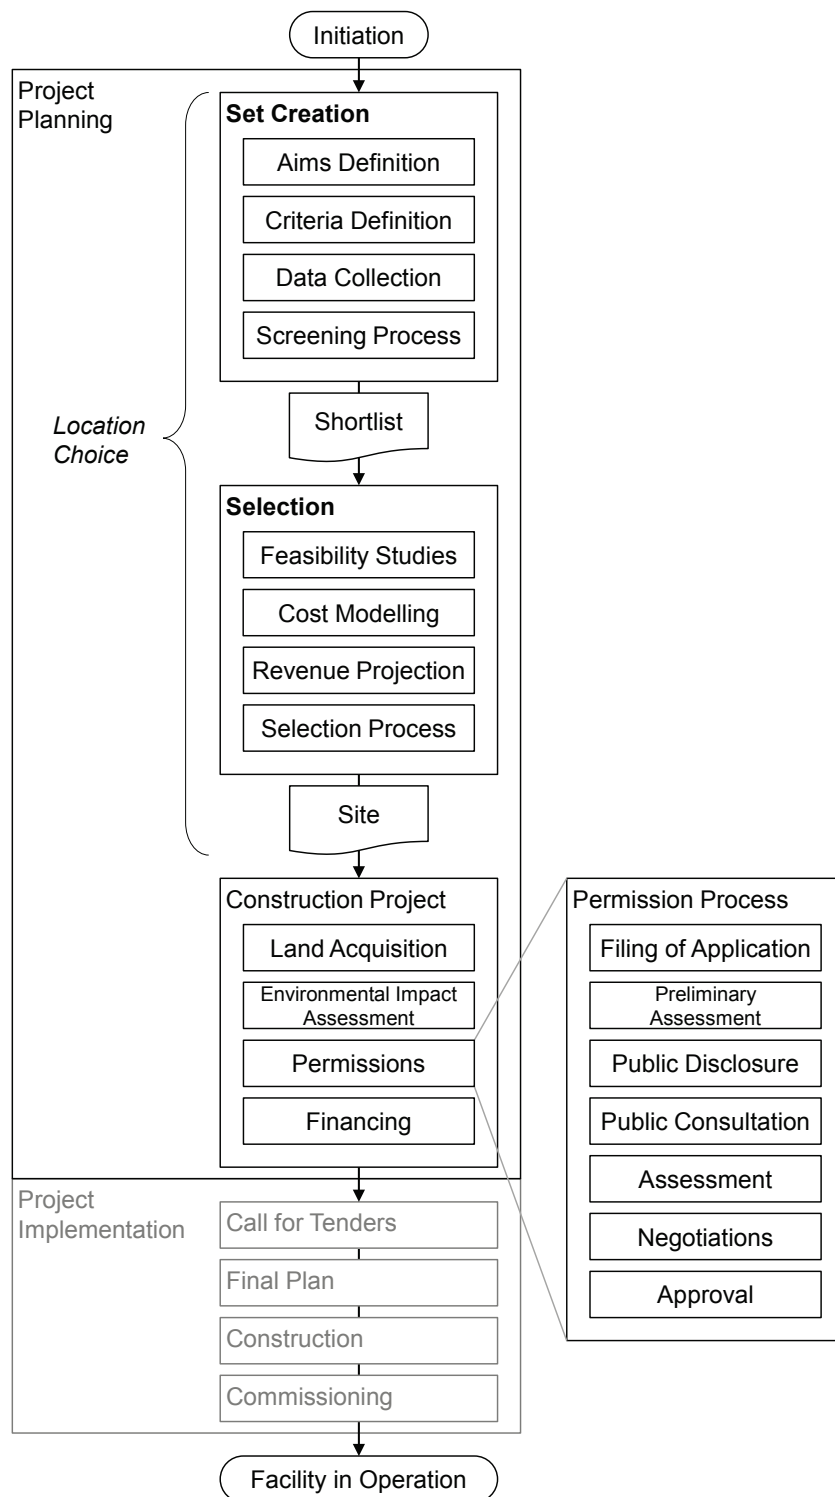 Initiation
Project
Planning
Set Creation
Aims Definition
Criteria Definition
Data Collection
Screening Process
Location
Choice
Shortlist
Selection
Feasibility Studies
Cost Modelling
Revenue Projection
Selection Process
Site
Construction Project
Land Acquisition
Environmental Impact
Assessment
Permissions
Financing
Permission Process
Filing of Application
Preliminary
Assessment
Public Disclosure
Public Consultation
Assessment
Negotiations
Approval
Project
Implementation
Call for Tenders
Final Plan
Construction
Commissioning
Facility in Operation